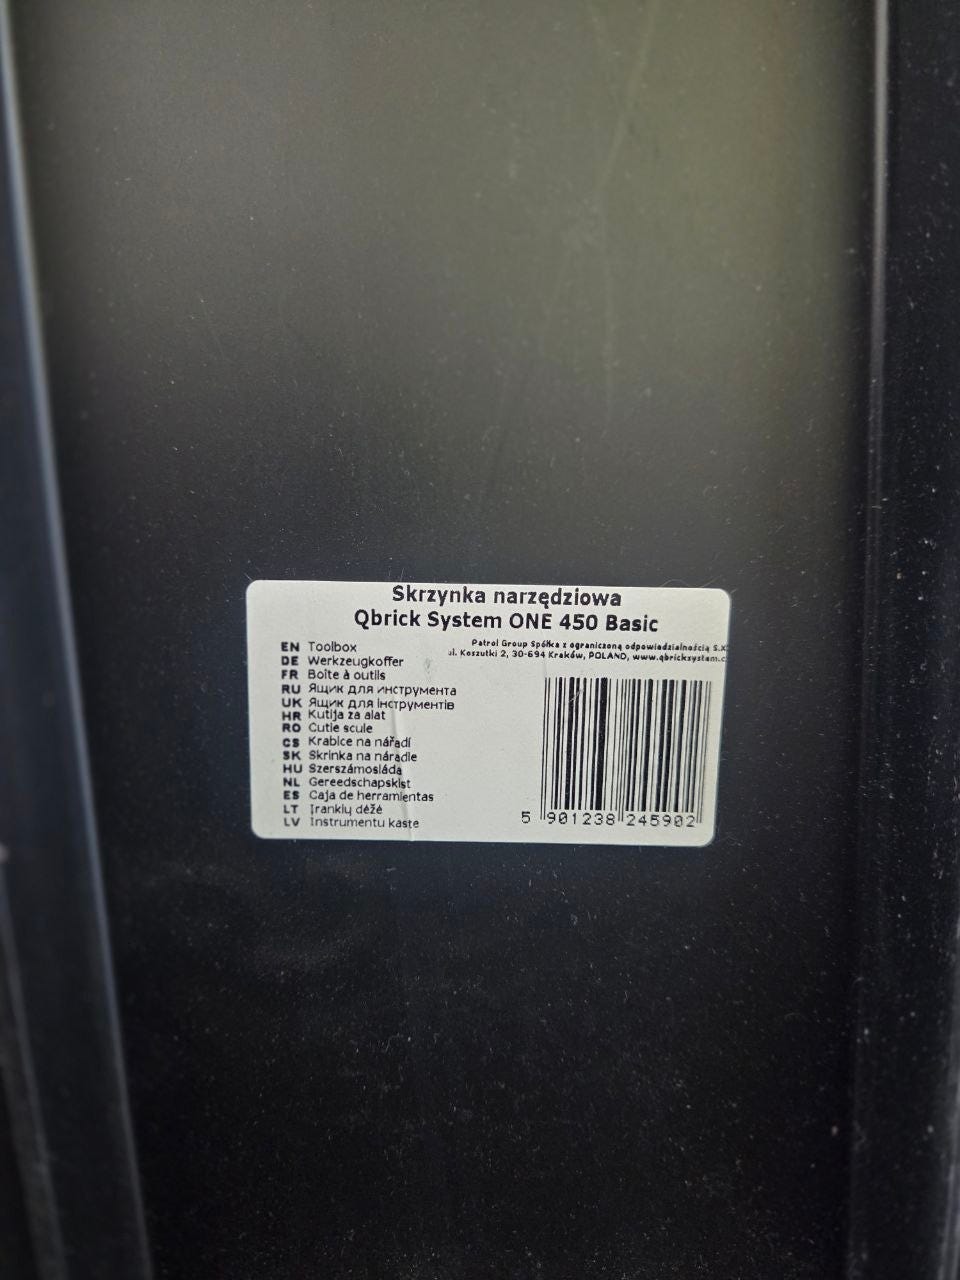 Skrzynka narzędziowa
Qbrick System ONE 450 Basic
Patrol Group Spółka z ograniczoną odpowiedzialnością S.K
ul. Koszutki 2, 30-694 Kraków, POLAND, www.qbricksystem.c
EN Toolbox
DE Werkzeugkoffer
FR Boîte à outils
RU Ящик для инструмента
UK Ящик для інструментів
HR Kutija za alat
RO Cutie scule
CS Krabice na nářadí
SK Skrinka na náradie
HU Szerszámosláda
NL Gereedschapskist
ES Caja de herramientas
LT Įrankių dėžė
LV Instrumentu kaste
5 901238 245902